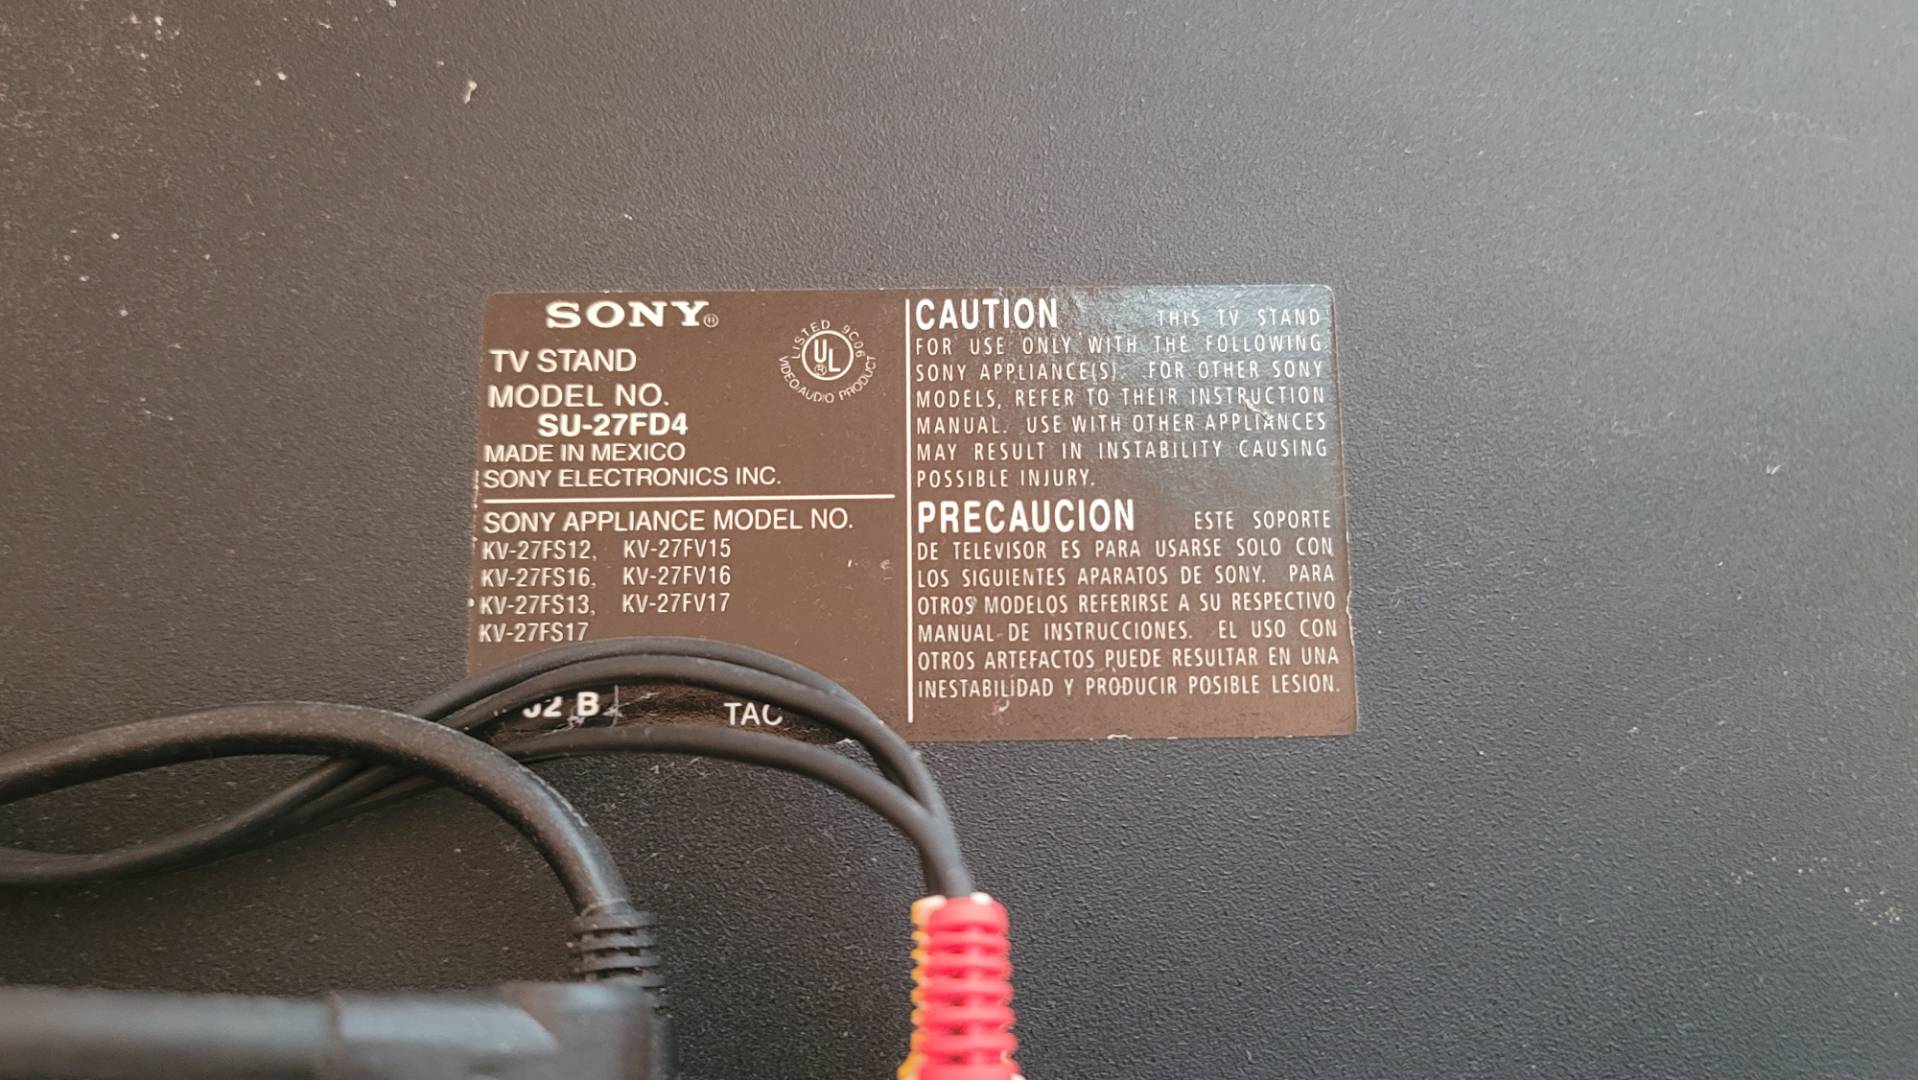 SONY®
TV STAND
MODEL NO.
SU-27FD4
MADE IN MEXICO
SONY ELECTRONICS INC.
LISTED 9C06
UL®
VIDEO/AUDIO PRODUCT
SONY APPLIANCE MODEL NO.
KV-27FS12, KV-27FV15
KV-27FS16, KV-27FV16
KV-27FS13, KV-27FV17
KV-27FS17
B
CAUTION THIS TV STAND
FOR USE ONLY WITH THE FOLLOWING
SONY APPLIANCE(S). FOR OTHER SONY
MODELS, REFER TO THEIR INSTRUCTION
MANUAL. USE WITH OTHER APPLIANCES
MAY RESULT IN INSTABILITY CAUSING
POSSIBLE INJURY.
PRECAUCION ESTE SOPORTE
DE TELEVISOR ES PARA USARSE SOLO CON
LOS SIGUIENTES APARATOS DE SONY. PARA
OTROS MODELOS REFERIRSE A SU RESPECTIVO
MANUAL DE INSTRUCCIONES. EL USO CON
OTROS ARTEFACTOS PUEDE RESULTAR EN UNA
INESTABILIDAD Y PRODUCIR POSIBLE LESION.